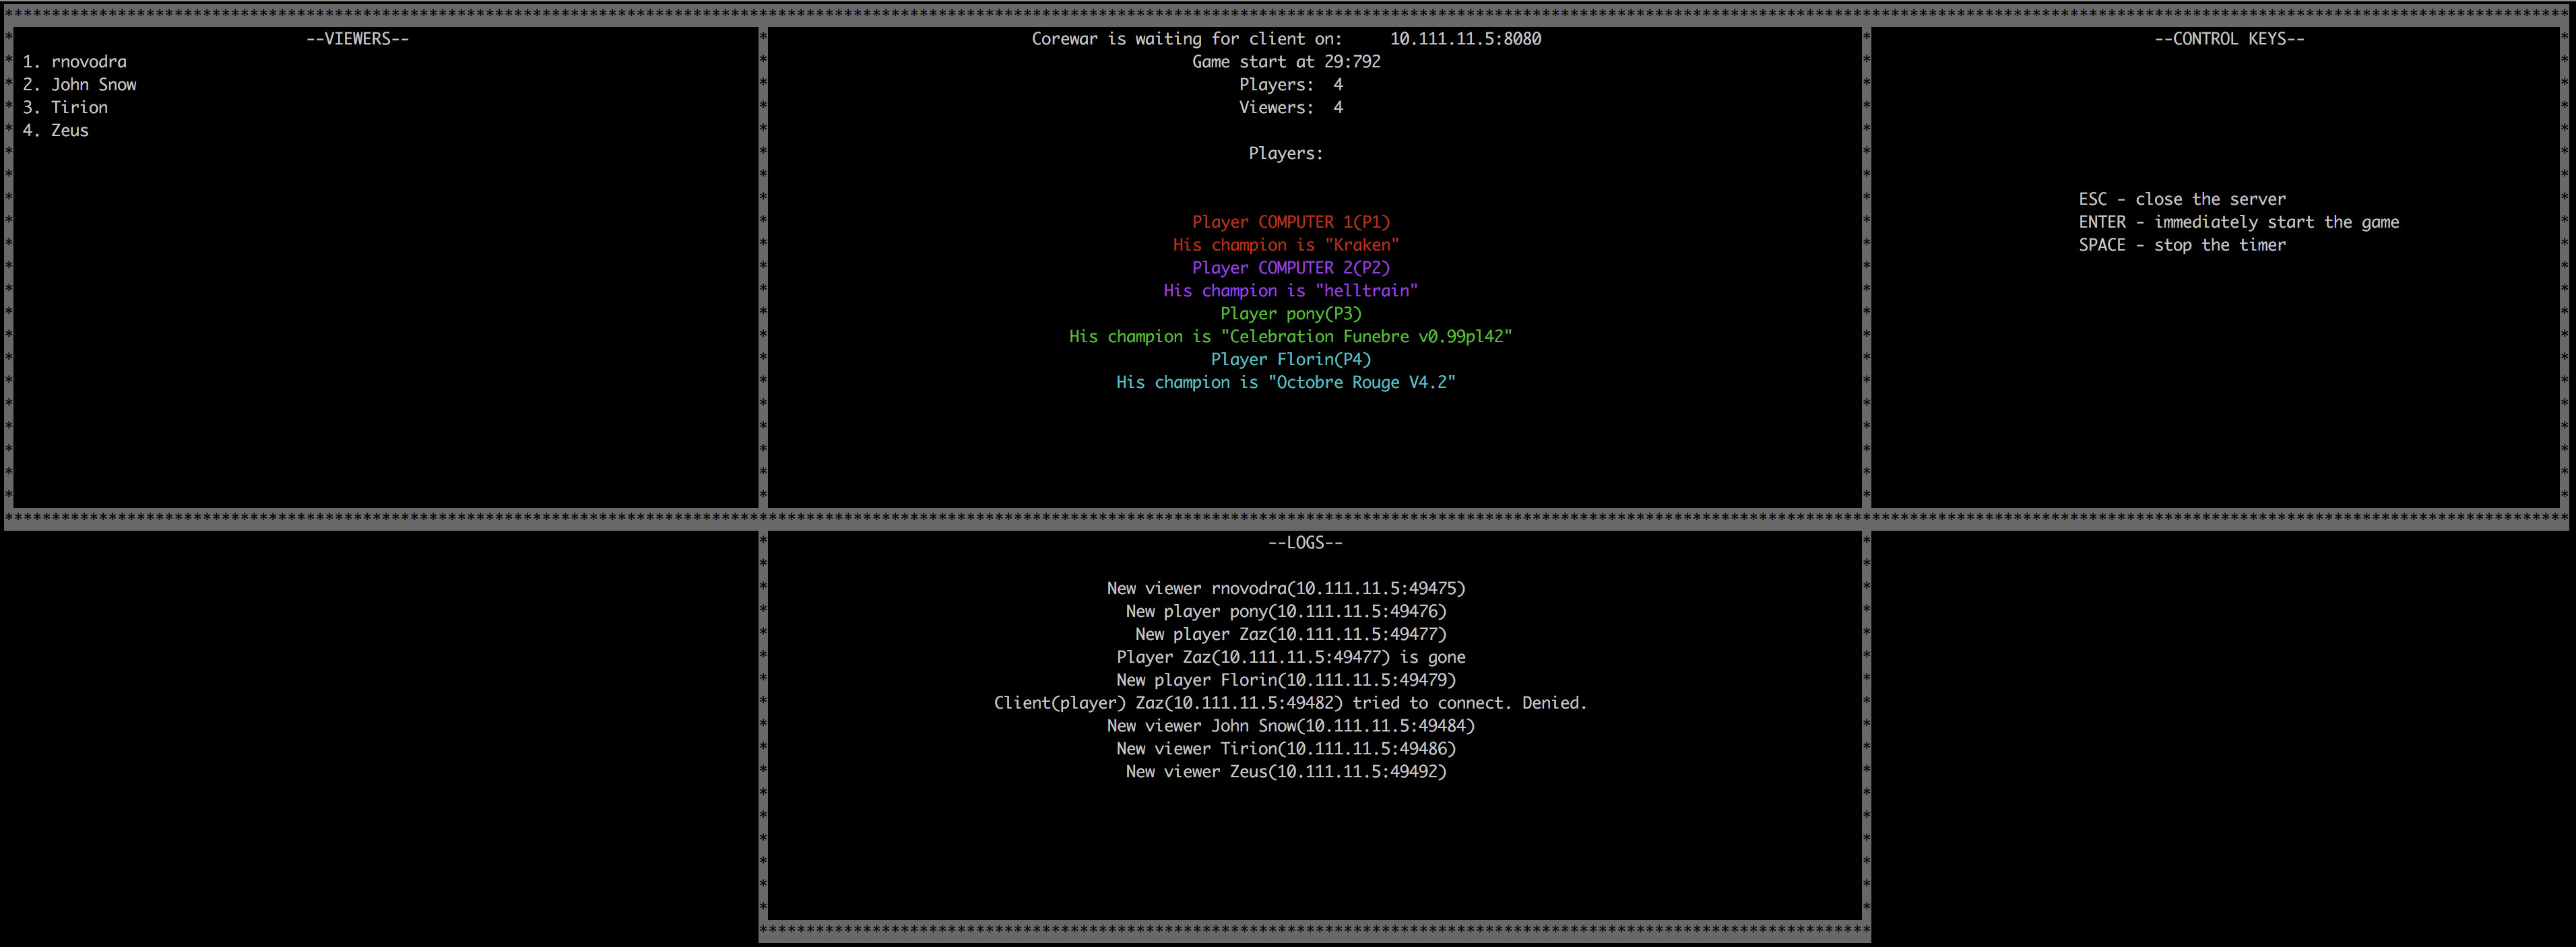 --VIEWERS--
1. rnovodra
2. John Snow
3. Tirion
4. Zeus
Corewar is waiting for client on: 10.111.11.5:8080
Game start at 29:792
Players: 4
Viewers: 4
Players:
Player COMPUTER 1(P1)
His champion is "Kraken"
Player COMPUTER 2(P2)
His champion is "helltrain"
Player pony(P3)
His champion is "Celebration Funebre v0.99pl42"
Player Florin(P4)
His champion is "Octobre Rouge V4.2"
--CONTROL KEYS--
ESC - close the server
ENTER - immediately start the game
SPACE - stop the timer
--LOGS--
New viewer rnovodra(10.111.11.5:49475)
New player pony(10.111.11.5:49476)
New player Zaz(10.111.11.5:49477)
Player Zaz(10.111.11.5:49477) is gone
New player Florin(10.111.11.5:49479)
Client(player) Zaz(10.111.11.5:49482) tried to connect. Denied.
New viewer John Snow(10.111.11.5:49484)
New viewer Tirion(10.111.11.5:49486)
New viewer Zeus(10.111.11.5:49492)